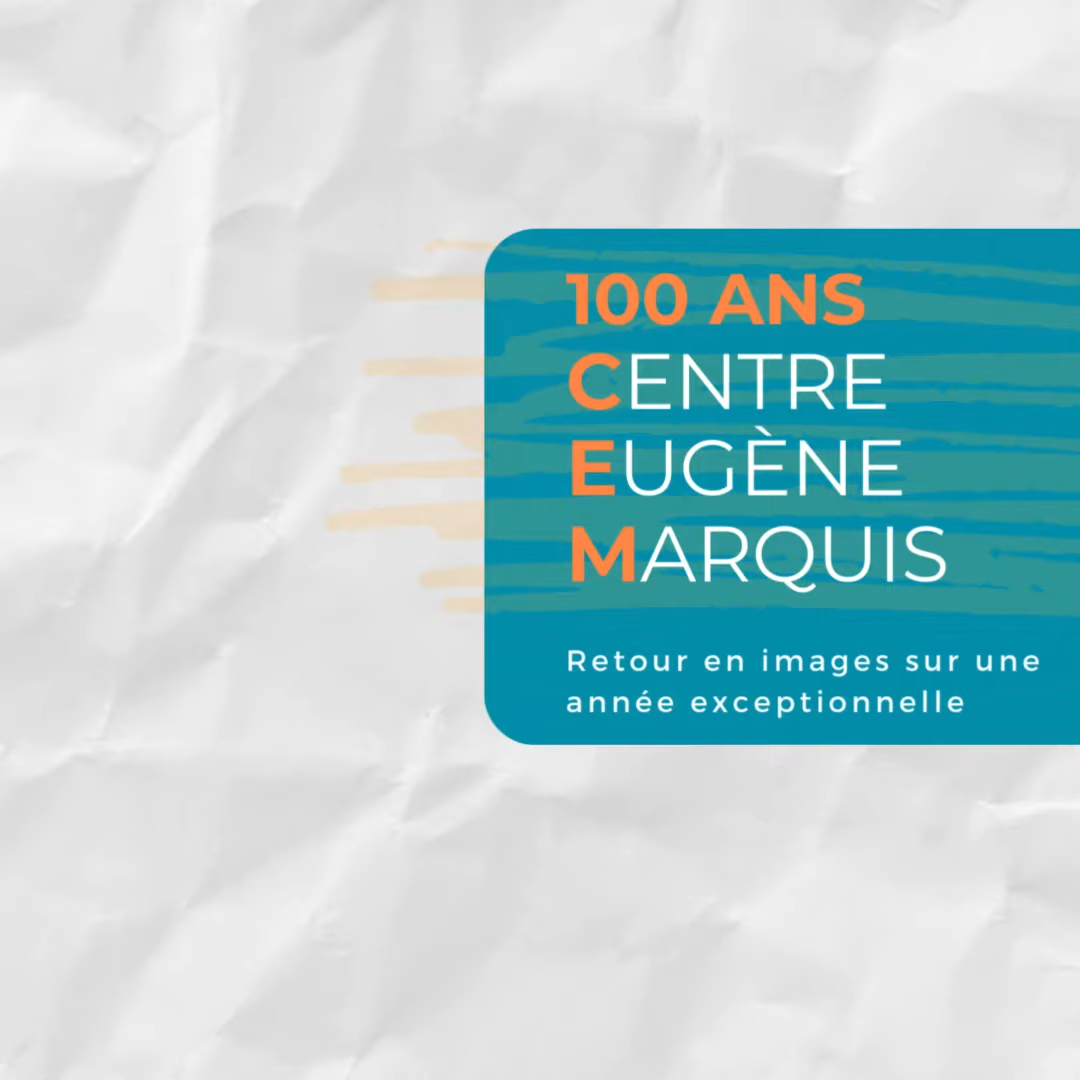 100 ANS
CENTRE
EUGÈNE
MARQUIS
Retour en images sur une
année exceptionnelle